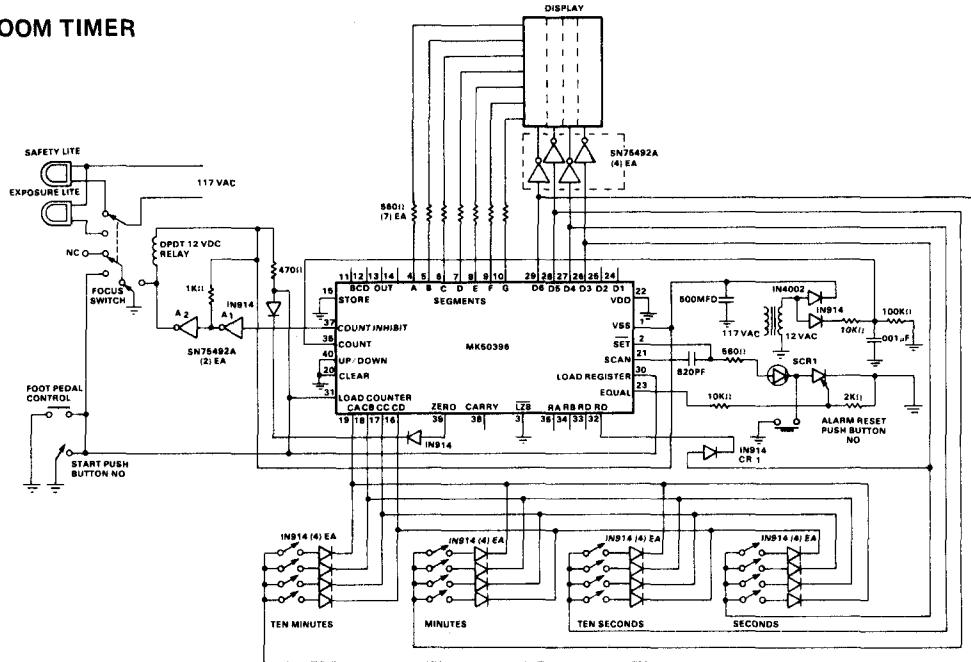 OOM TIMER
DISPLAY
SN75492A
(4) EA
SAFETY LITE
EXPOSURE LITE
117 VAC
560Ω
(7) EA
NC
DPDT 12 VDC
RELAY
FOCUS
SWITCH
1KΩ
470Ω
IN914
A2
A1
SN75492A
(2) EA
11 12 13 14 4 5 6 7 8 9 10 29 28 27 26 25 24
BCD OUT A B C D E F G D6 D5 D4 D3 D2 D1
15
STORE
SEGMENTS
22
VDD
37
COUNT INHIBIT
36
COUNT
40
UP/DOWN
20
CLEAR
31
LOAD COUNTER
MK50396
1
VSS
2
SET
21
SCAN
30
LOAD REGISTER
23
EQUAL
CA CB CC CD ZERO CARRY LZB RA RB RC RD
19 18 17 16 39 38 3 35 34 33 32
500MFD
IN4002
IN914
117 VAC
12 VAC
10KΩ
100KΩ
001µF
820PF
560Ω
SCR1
10KΩ
2KΩ
ALARM RESET
PUSH BUTTON
NO
IN914
IN914
CR 1
FOOT PEDAL
CONTROL
START PUSH
BUTTON NO
IN914 (4) EA
IN914 (4) EA
IN914 (4) EA
IN914 (4) EA
TEN MINUTES
MINUTES
TEN SECONDS
SECONDS